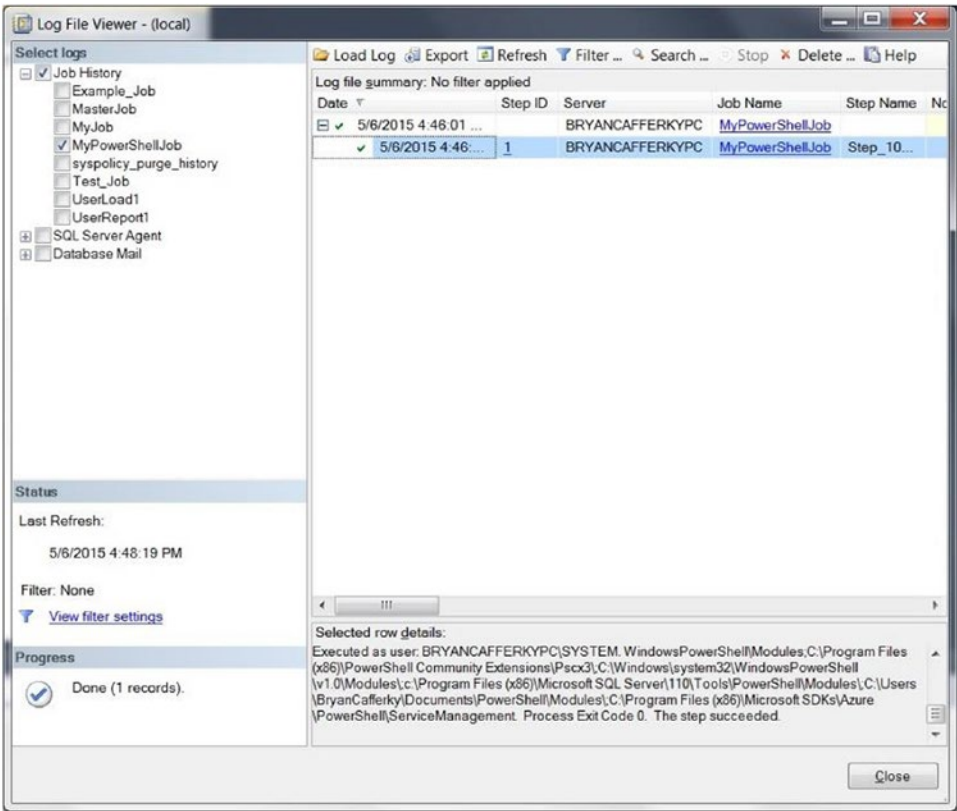 Log File Viewer - (local)
Select logs
Job History
Example_Job
MasterJob
MyJob
MyPowerShellJob
syspolicy_purge_history
Test_Job
UserLoad1
UserReport1
SQL Server Agent
Database Mail
Status
Last Refresh:
5/6/2015 4:48:19 PM
Filter: None
View filter settings
Progress
Done (1 records).
Load Log Export Refresh Filter ... Search ... Stop Delete ... Help
Log file summary: No filter applied
Date Step ID Server Job Name Step Name No
5/6/2015 4:46:01 ... BRYANCAFFERKYPC MyPowerShellJob
5/6/2015 4:46:... 1 BRYANCAFFERKYPC MyPowerShellJob Step_10...
Selected row details:
Executed as user: BRYANCAFFERKYPC\SYSTEM. WindowsPowerShell\Modules;C:\Program Files
(x86)\PowerShell Community Extensions\Pscx3\;C:\Windows\system32\WindowsPowerShell
\v1.0\Modules\;c:\Program Files (x86)\Microsoft SQL Server\110\Tools\PowerShell\Modules\;C:\Users
\BryanCafferky\Documents\PowerShell\Modules\;C:\Program Files (x86)\Microsoft SDKs\Azure
\PowerShell\ServiceManagement. Process Exit Code 0. The step succeeded.
Close